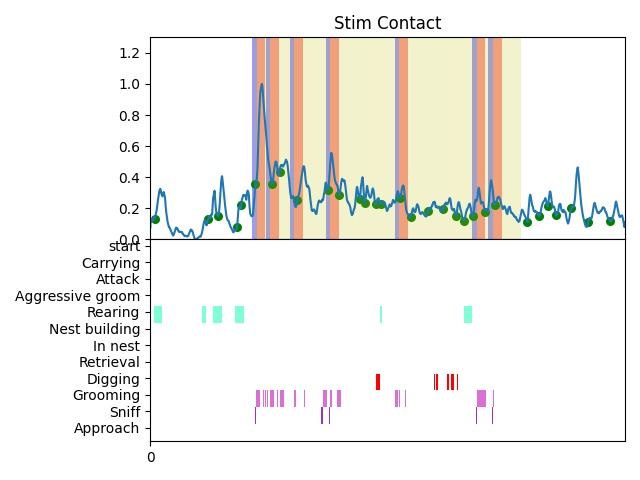 Stim Contact
1.2
1.0
0.8
0.6
0.4
0.2
0.0
start
Carrying
Attack
Aggressive groom
Rearing
Nest building
In nest
Retrieval
Digging
Grooming
Sniff
Approach
0